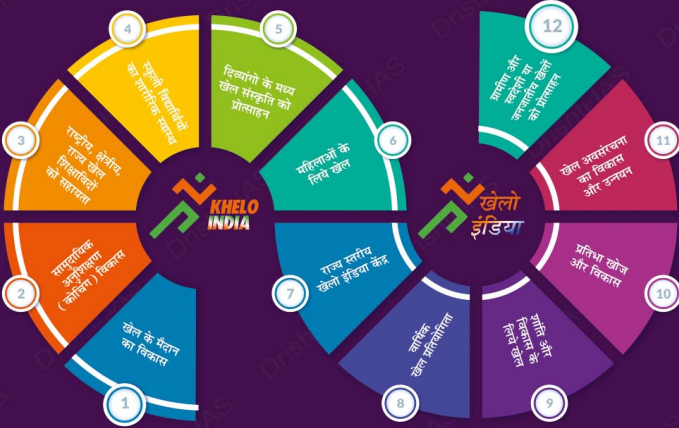 1
खेल के मैदान
का विकास
2
सामुदायिक
अनुशिक्षण
( कोचिंग ) विकास
3
राष्ट्रीय, क्षेत्रीय,
राज्य खेल
शिक्षाविदों
को सहायता
4
स्कूली विद्यार्थियों
का शारीरिक स्वास्थ्य
5
दिव्यांगो के मध्य
खेल संस्कृति को
प्रोत्साहन
6
महिलाओं के
लिये खेल
KHELO
INDIA
7
राज्य स्तरीय
खेलो इंडिया केंद्र
8
वार्षिक
खेल प्रतियोगिता
9
शांति और
विकास के
लिये खेल
10
प्रतिभा खोज
और विकास
11
खेल अवसंरचना
का विकास
और उन्नयन
12
ग्रामीण और
स्वदेशी या
जनजातीय खेलों
को प्रोत्साहन
खेलो
इंडिया